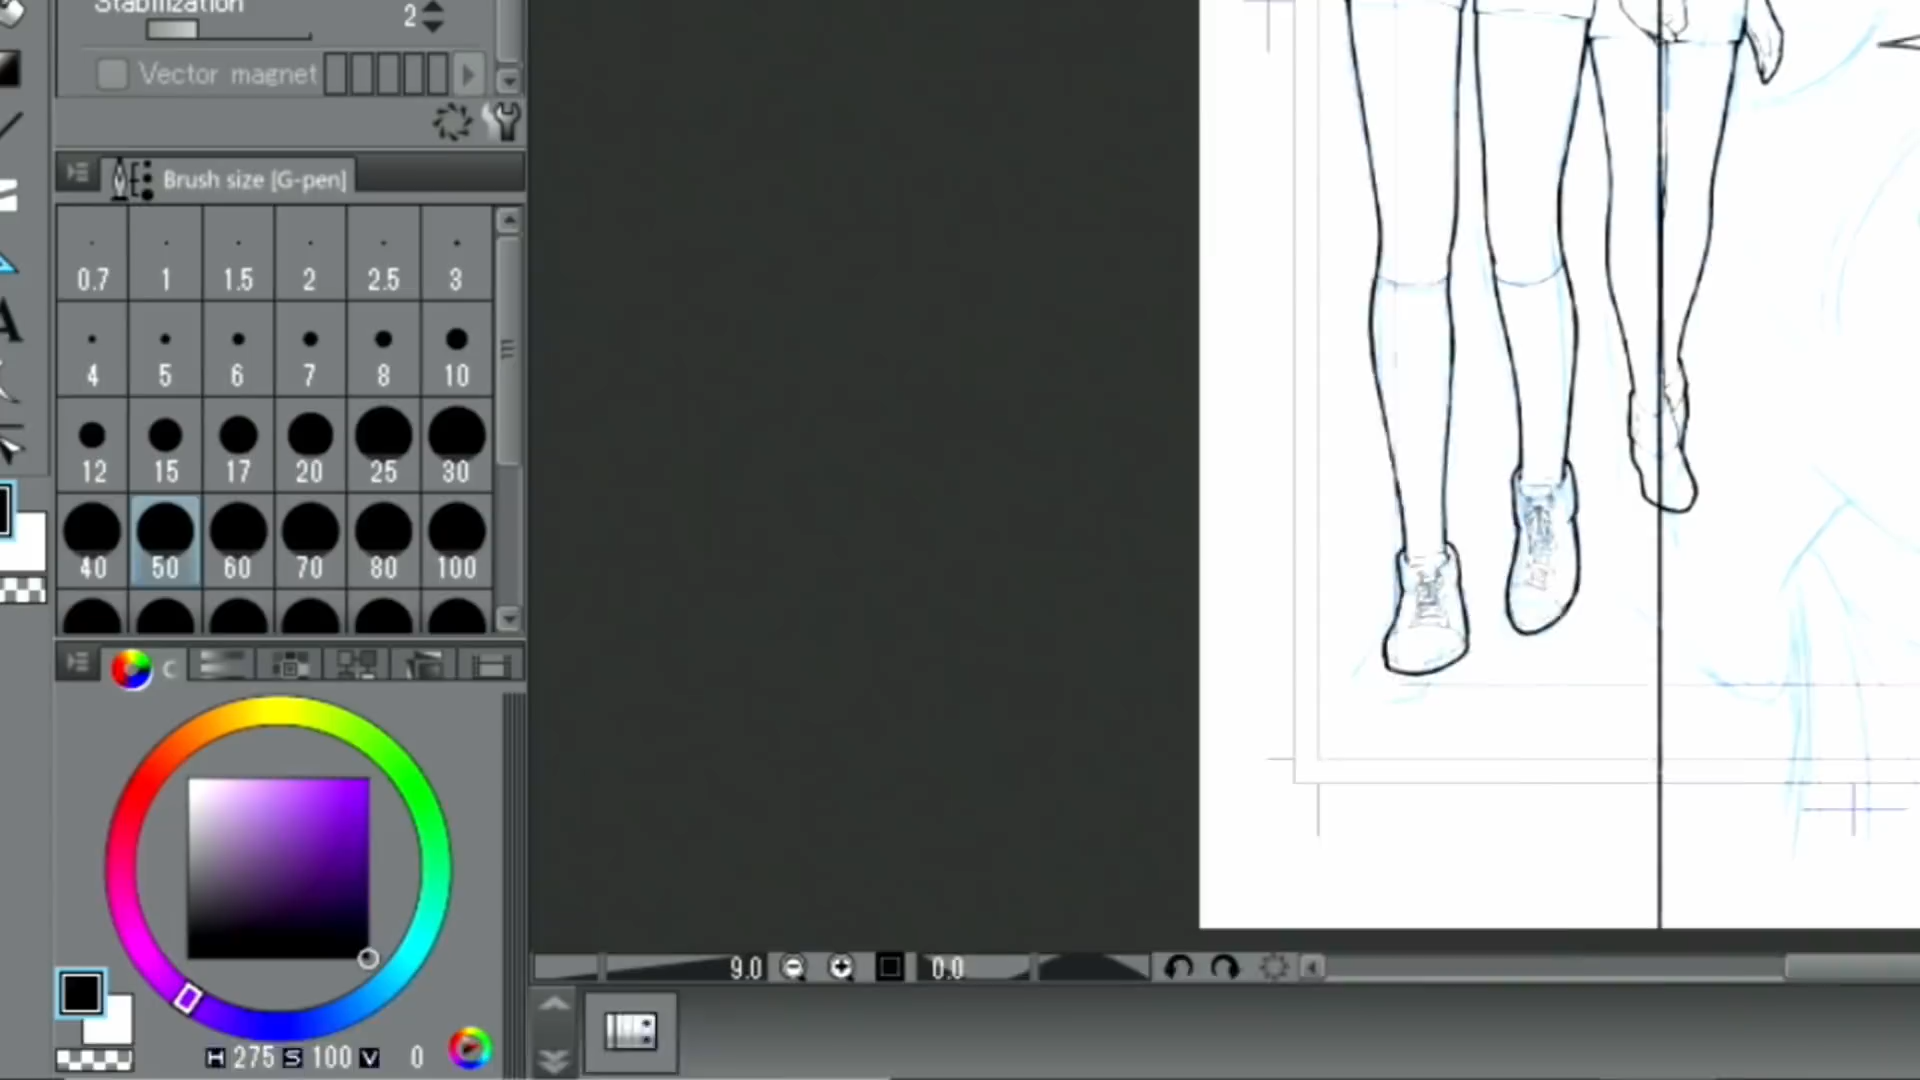 Stabilization 2
Vector magnet
Brush size [G-pen]
0.7 1 1.5 2 2.5 3
4 5 6 7 8 10
12 15 17 20 25 30
40 50 60 70 80 100
C
9.0 0.0
H 275 S 100 V 0